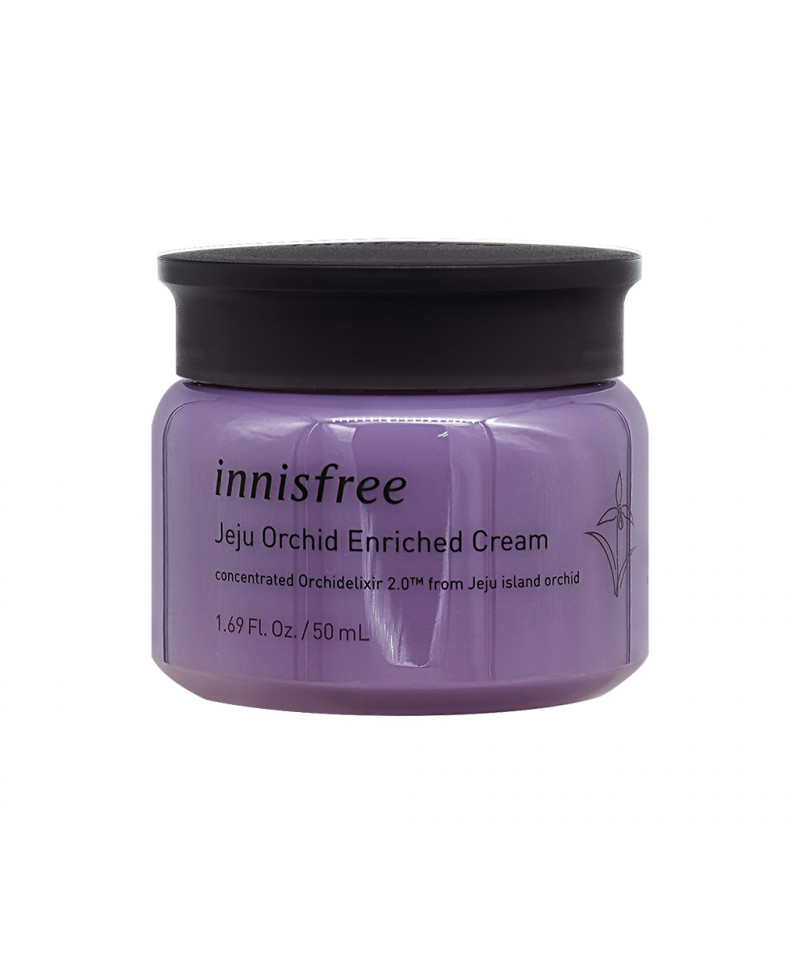 innisfree
Jeju Orchid Enriched Cream
concentrated Orchidelixir 2.0™ from Jeju island orchid
1.69 Fl. Oz. / 50 mL